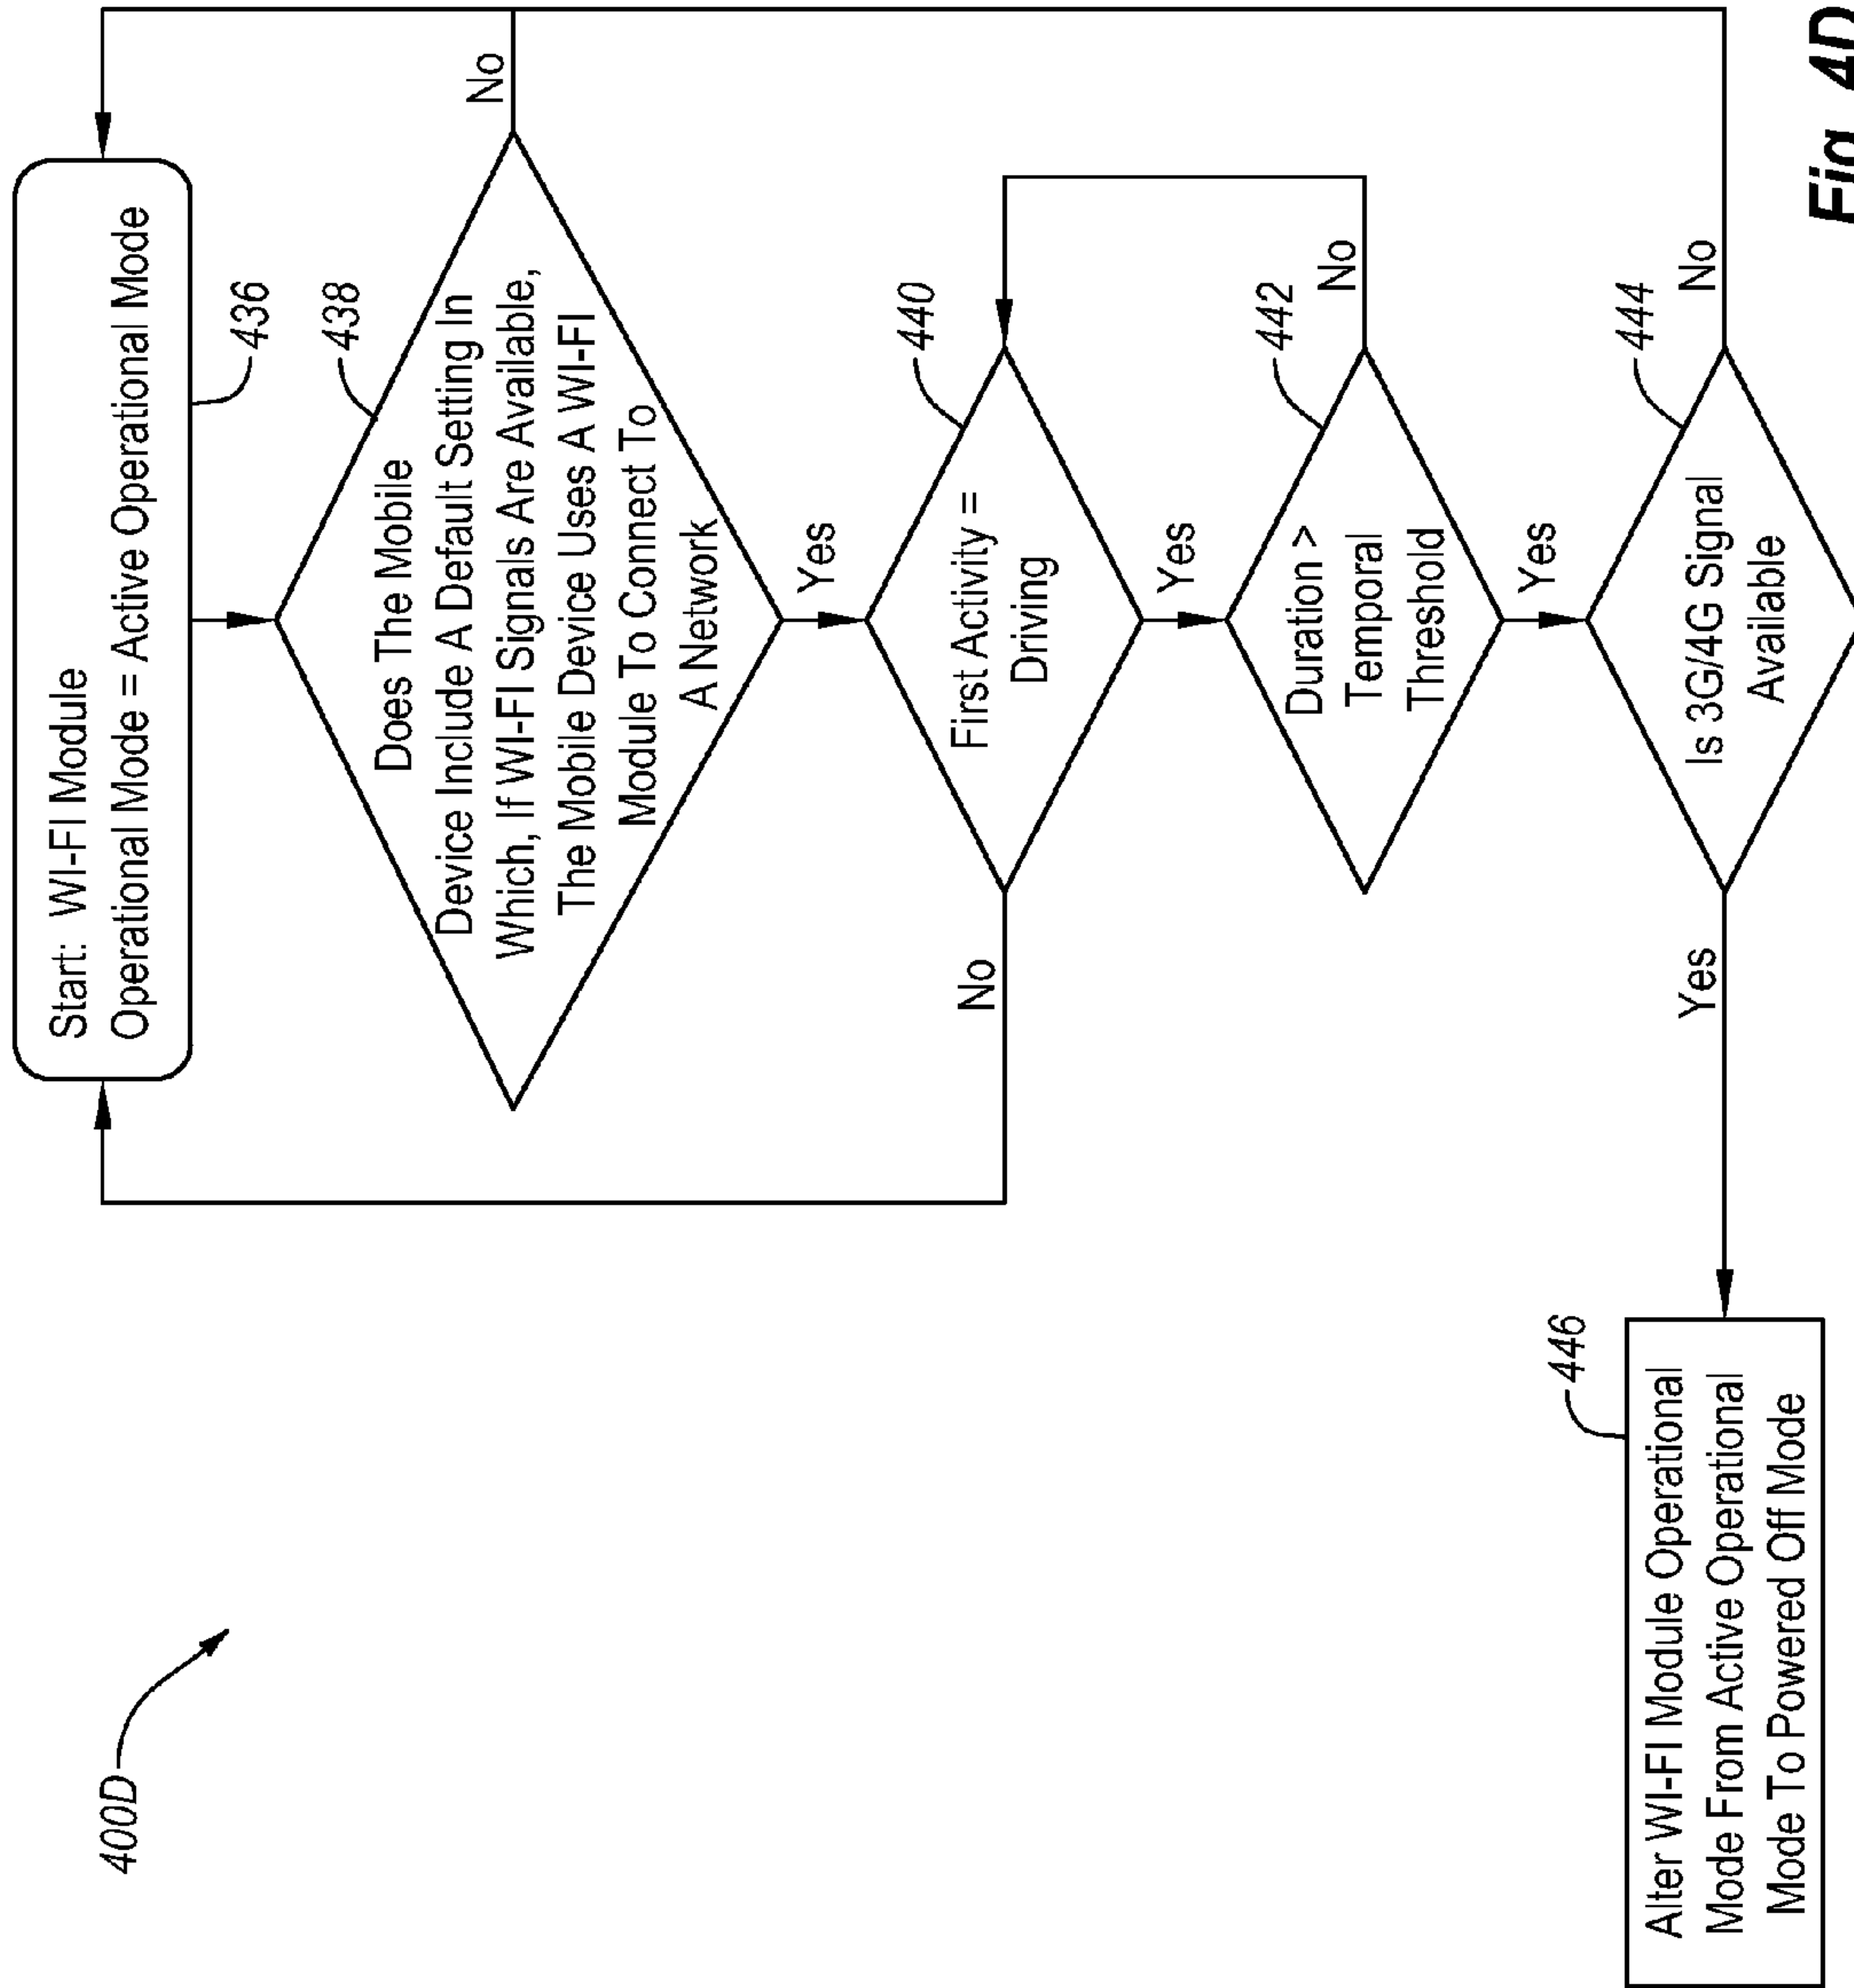 400D
Start: WI-FI Module
Operational Mode = Active Operational Mode
436
438
Does The Mobile
Device Include A Default Setting In
Which, If WI-FI Signals Are Available,
The Mobile Device Uses A WI-FI
Module To Connect To
A Network
No
Yes
440
First Activity =
Driving
No
Yes
442
Duration >
Temporal
Threshold
No
Yes
444
Is 3G/4G Signal
Available
No
Yes
446
Alter WI-FI Module Operational
Mode From Active Operational
Mode To Powered Off Mode
Fig. 4D